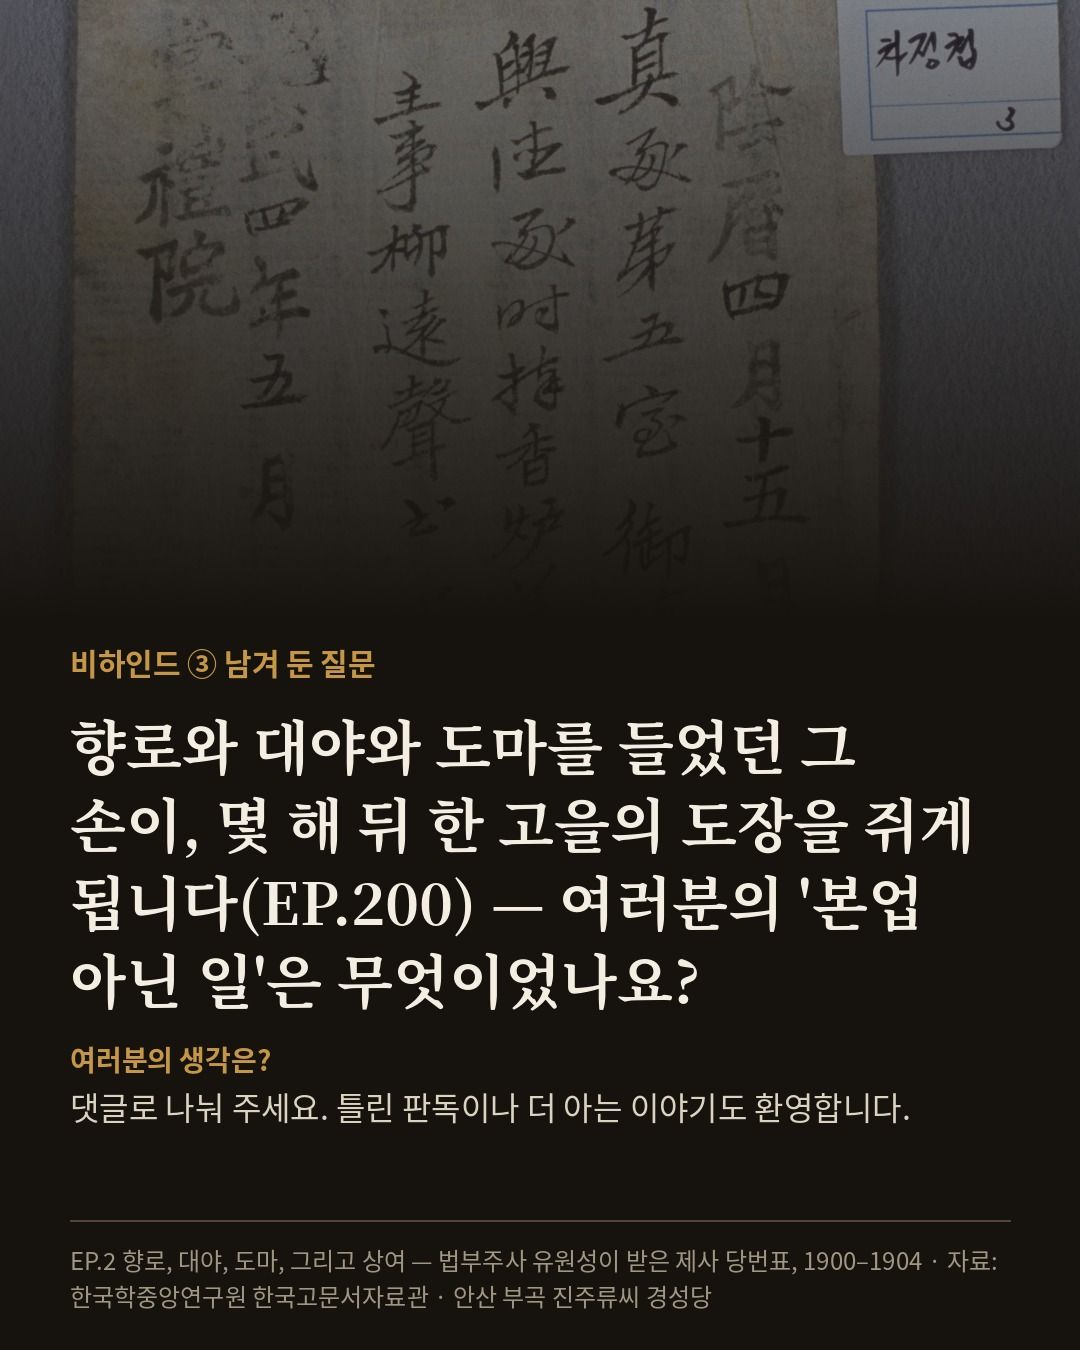 차정첩
3
陰曆四月十五日
真殿第五室御
興德殿時捧香炉
主事柳遠聲
光武四年五月
掌禮院
비하인드 ③ 남겨 둔 질문
향로와 대야와 도마를 들었던 그
손이, 몇 해 뒤 한 고을의 도장을 쥐게
됩니다(EP.200) — 여러분의 '본업
아닌 일'은 무엇이었나요?
여러분의 생각은?
댓글로 나눠 주세요. 틀린 판독이나 더 아는 이야기도 환영합니다.
EP.2 향로, 대야, 도마, 그리고 상여 — 법부주사 유원성이 받은 제사 당번표, 1900–1904 · 자료:
한국학중앙연구원 한국고문서자료관 · 안산 부곡 진주류씨 경성당